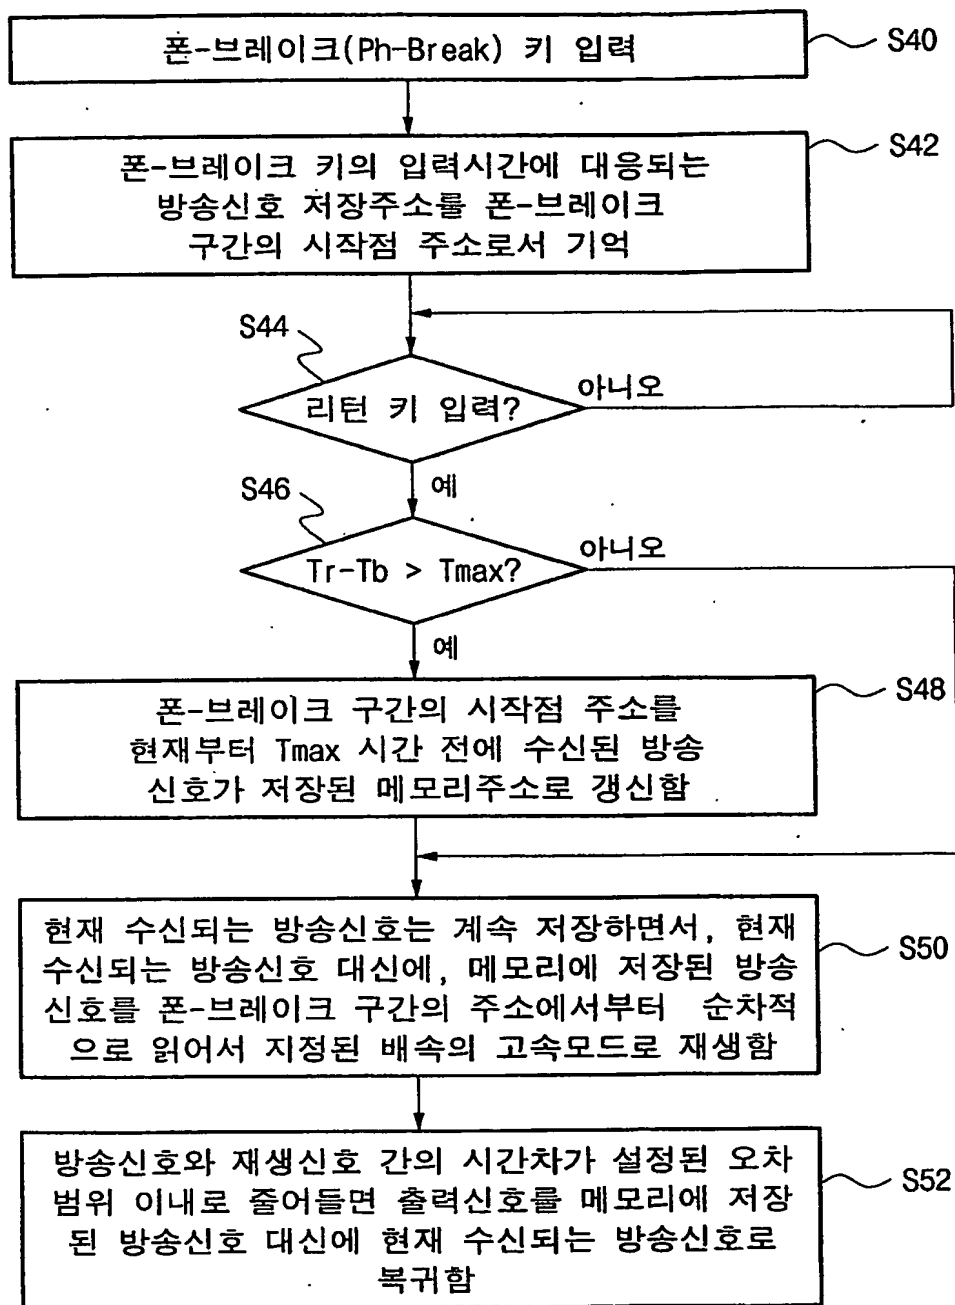 폰-브레이크(Ph-Break) 키 입력
S40
폰-브레이크 키의 입력시간에 대응되는
방송신호 저장주소를 폰-브레이크
구간의 시작점 주소로서 기억
S42
S44
리턴 키 입력?
아니오
예
S46
Tr-Tb > Tmax?
아니오
예
폰-브레이크 구간의 시작점 주소를
현재부터 Tmax 시간 전에 수신된 방송
신호가 저장된 메모리주소로 갱신함
S48
현재 수신되는 방송신호는 계속 저장하면서, 현재
수신되는 방송신호 대신에, 메모리에 저장된 방송
신호를 폰-브레이크 구간의 주소에서부터 순차적
으로 읽어서 지정된 배속의 고속모드로 재생함
S50
방송신호와 재생신호 간의 시간차가 설정된 오차
범위 이내로 줄어들면 출력신호를 메모리에 저장
된 방송신호 대신에 현재 수신되는 방송신호로
복귀함
S52